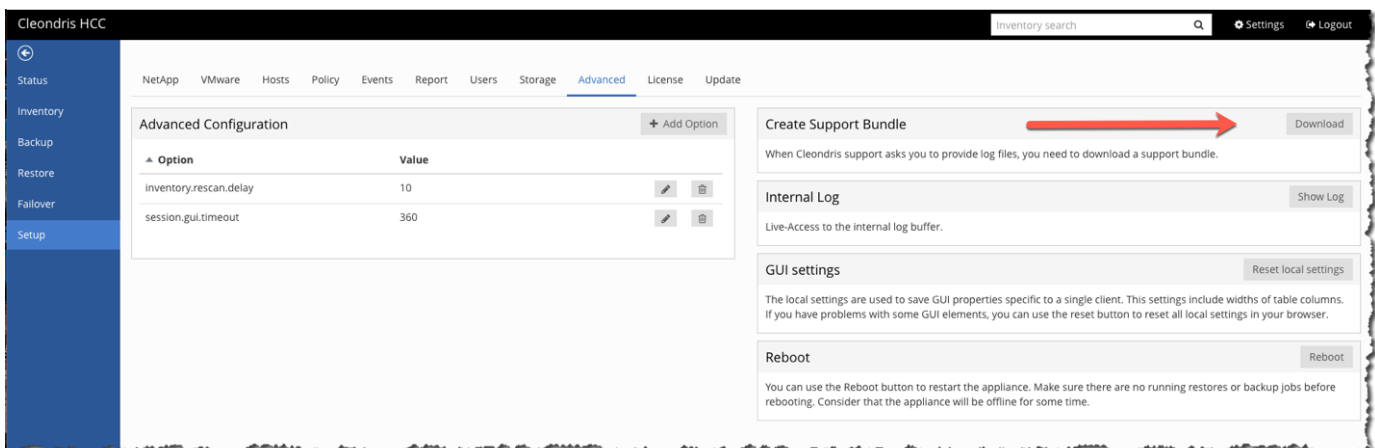 Cleondris HCC
Inventory search
Settings
Logout
Status
Inventory
Backup
Restore
Failover
Setup
NetApp VMware Hosts Policy Events Report Users Storage Advanced License Update
Advanced Configuration
+ Add Option
Option Value
inventory.rescan.delay 10
session.gui.timeout 360
Create Support Bundle
Download
When Cleondris support asks you to provide log files, you need to download a support bundle.
Internal Log
Show Log
Live-Access to the internal log buffer.
GUI settings
Reset local settings
The local settings are used to save GUI properties specific to a single client. This settings include widths of table columns.
If you have problems with some GUI elements, you can use the reset button to reset all local settings in your browser.
Reboot
Reboot
You can use the Reboot button to restart the appliance. Make sure there are no running restores or backup jobs before
rebooting. Consider that the appliance will be offline for some time.